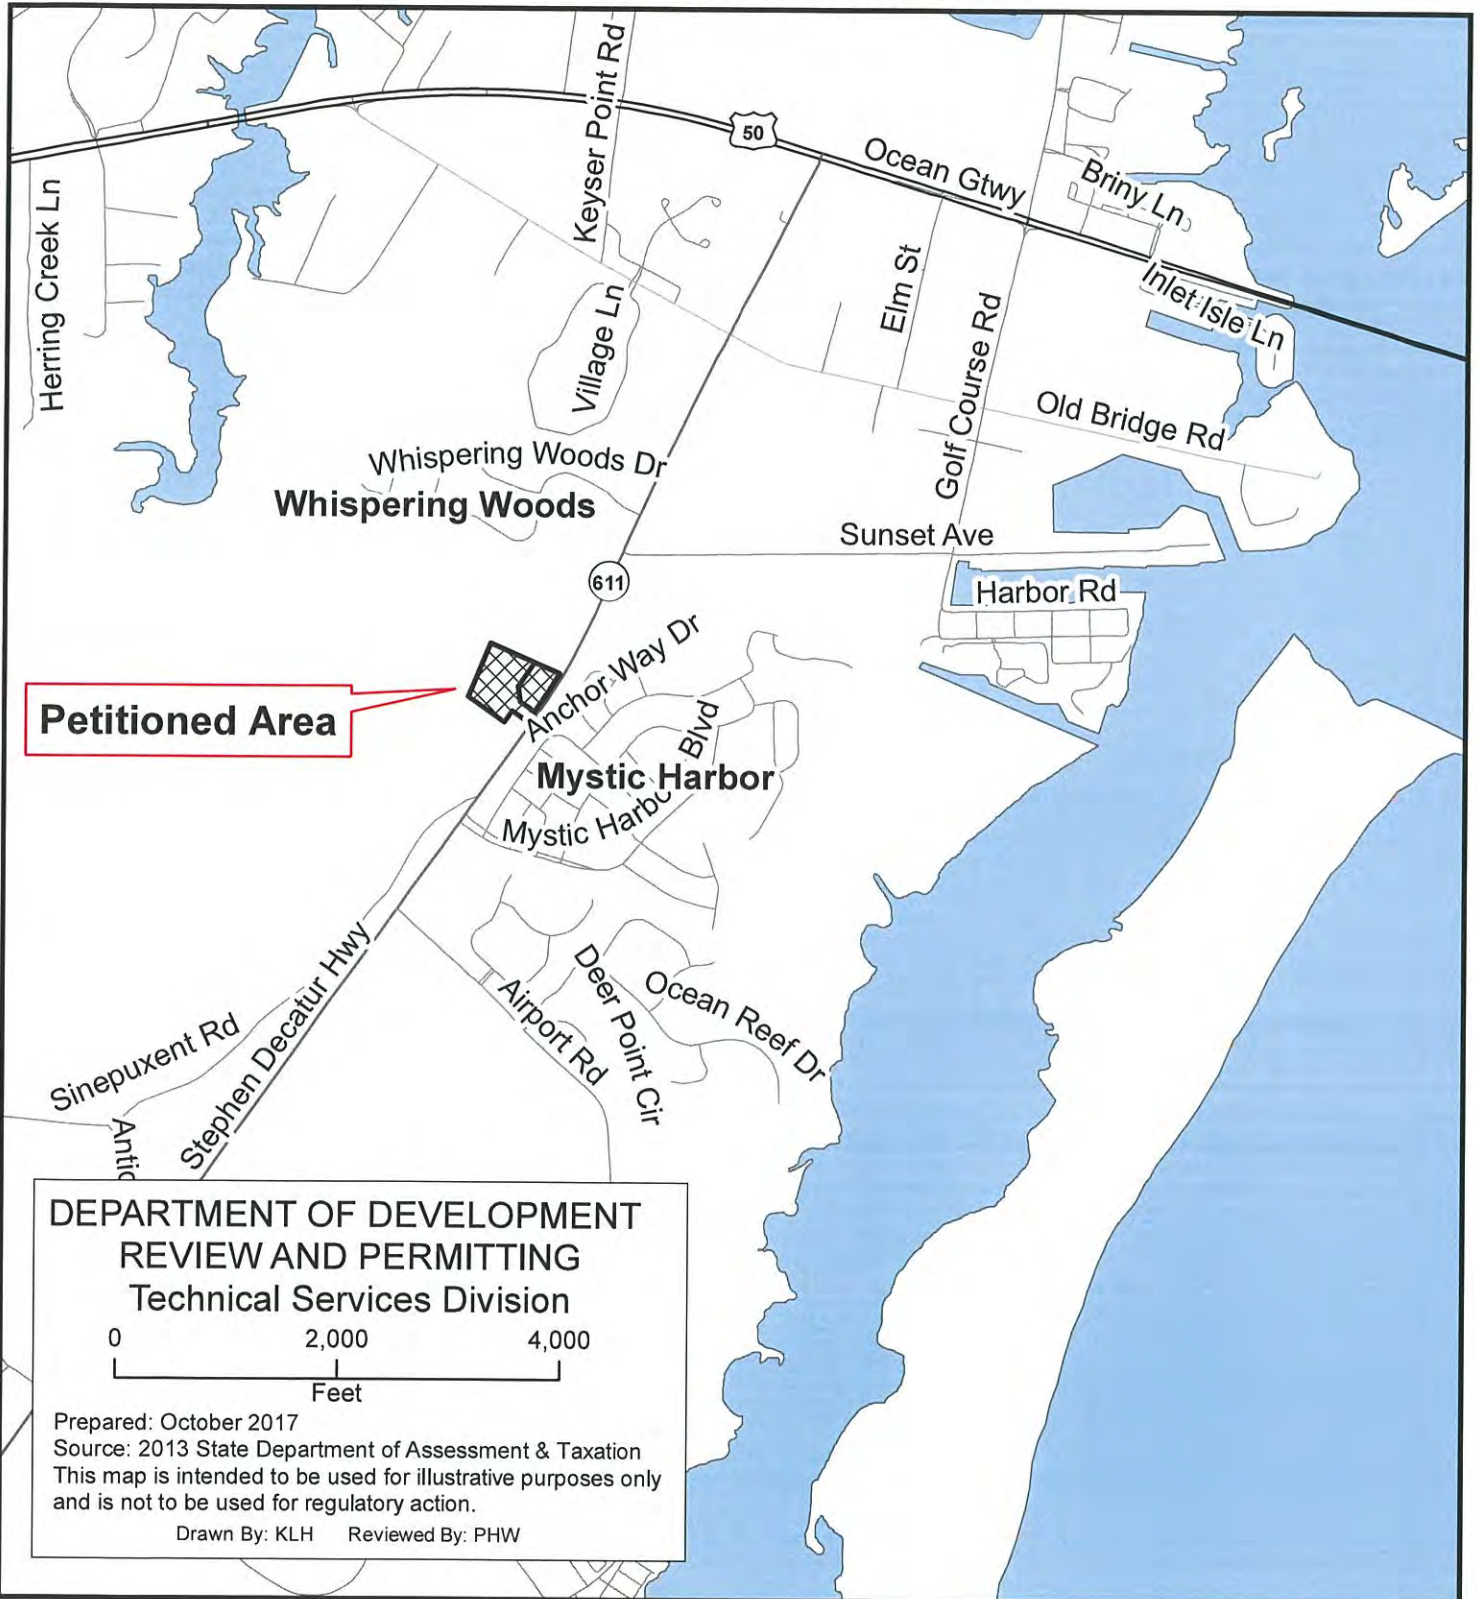 Keyser Point Rd
50
Ocean Gtwy
Briny Ln
Herring Creek Ln
Elm St
Inlet Isle Ln
Village Ln
Golf Course Rd
Old Bridge Rd
Whispering Woods Dr
Whispering Woods
Sunset Ave
611
Harbor Rd
Anchor Way Dr
Petitioned Area
Blvd
Mystic Harbor
Mystic Harbo
Stephen Decatur Hwy
Deer Point Cir
Ocean Reef Dr
Airport Rd
Sinepuxent Rd
Antic
DEPARTMENT OF DEVELOPMENT
REVIEW AND PERMITTING
Technical Services Division
0 2,000 4,000
Feet
Prepared: October 2017
Source: 2013 State Department of Assessment & Taxation
This map is intended to be used for illustrative purposes only
and is not to be used for regulatory action.
Drawn By: KLH Reviewed By: PHW